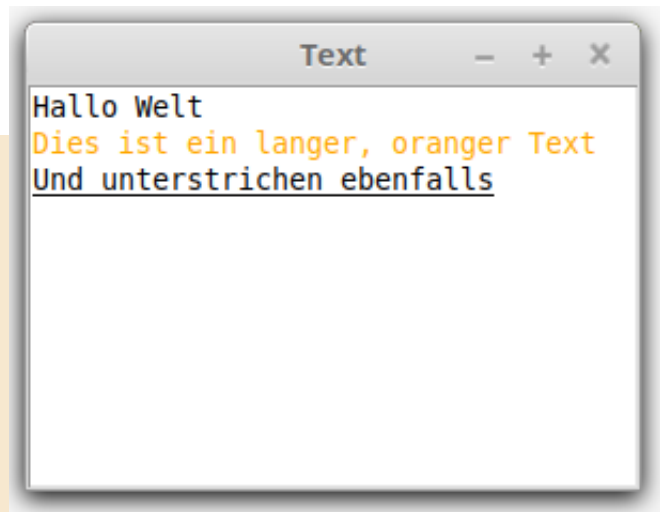 Text
Hallo Welt
Dies ist ein langer, oranger Text
Und unterstrichen ebenfalls